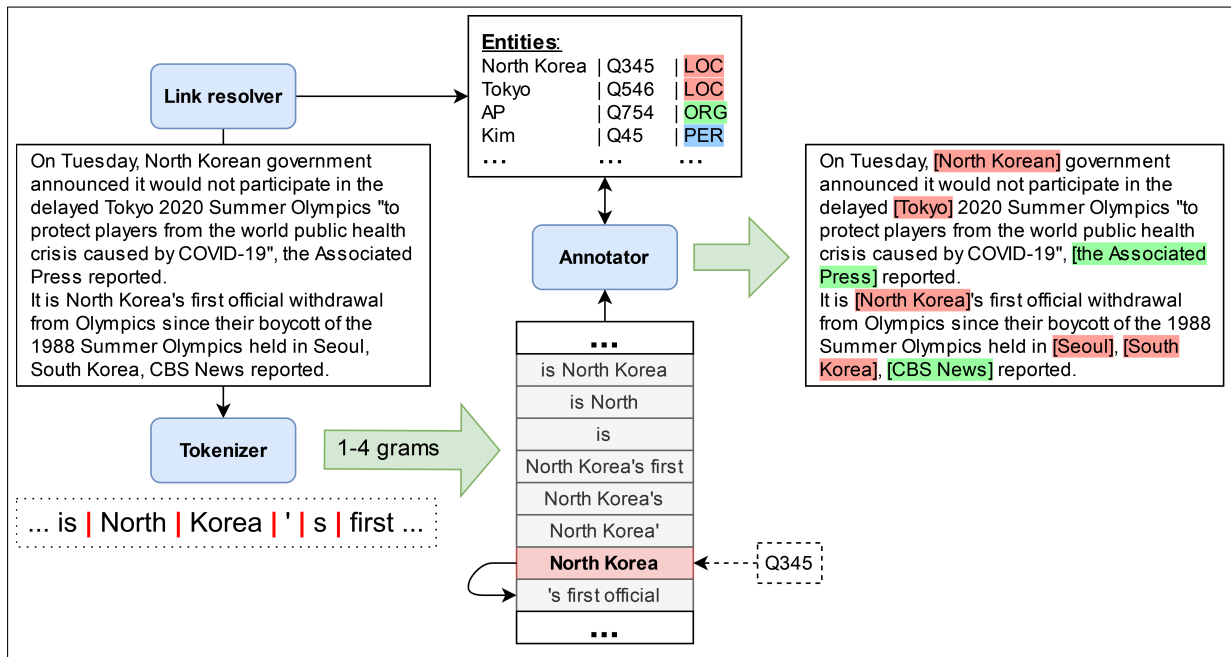 Link resolver
Entities:
North Korea | Q345 | LOC
Tokyo | Q546 | LOC
AP | Q754 | ORG
Kim | Q45 | PER
... ... ...
On Tuesday, North Korean government
announced it would not participate in the
delayed Tokyo 2020 Summer Olympics "to
protect players from the world public health
crisis caused by COVID-19", the Associated
Press reported.
It is North Korea's first official withdrawal
from Olympics since their boycott of the
1988 Summer Olympics held in Seoul,
South Korea, CBS News reported.
Tokenizer
... is | North | Korea | ' | s | first ...
1-4 grams
Annotator
...
is North Korea
is North
is
North Korea's first
North Korea's
North Korea'
North Korea
's first official
...
Q345
On Tuesday, [North Korean] government
announced it would not participate in the
delayed [Tokyo] 2020 Summer Olympics "to
protect players from the world public health
crisis caused by COVID-19", [the Associated
Press] reported.
It is [North Korea]'s first official withdrawal
from Olympics since their boycott of the 1988
Summer Olympics held in [Seoul], [South
Korea], [CBS News] reported.